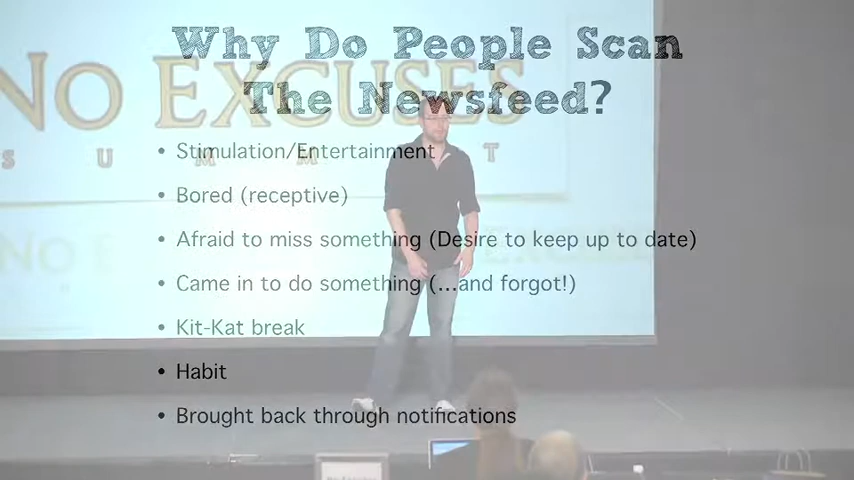 Why Do People Scan
The Newsfeed?
NO EXCUSES
SUMMIT
• Stimulation/Entertainment
• Bored (receptive)
• Afraid to miss something (Desire to keep up to date)
• Came in to do something (...and forgot!)
• Kit-Kat break
• Habit
• Brought back through notifications